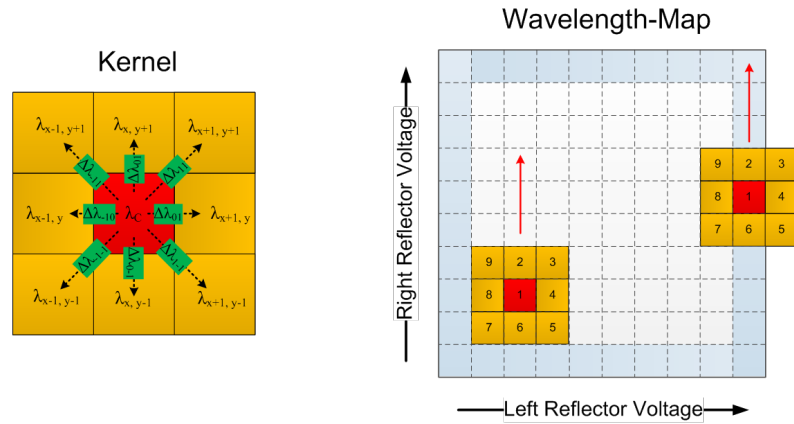 Kernel
λx-1, y+1 λx, y+1 λx+1, y+1
Δλ-11 Δλ01 Δλ11
λx-1, y Δλ-10 λC Δλ01 λx+1, y
Δλ-1-1 Δλ0-1 Δλ1-1
λx-1, y-1 λx, y-1 λx+1, y-1
Wavelength-Map
Right Reflector Voltage
9 2 3
8 1 4
7 6 5
9 2 3
8 1 4
7 6 5
Left Reflector Voltage